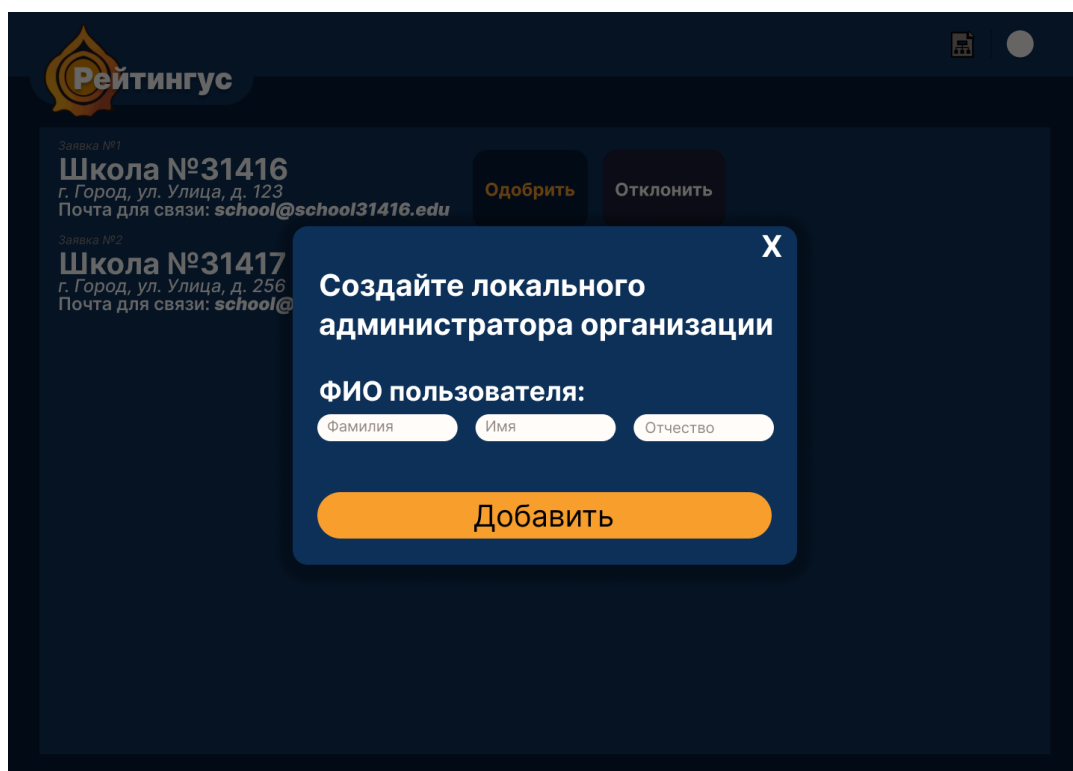 Рейтингус
Заявка №1
Школа №31416
г. Город, ул. Улица, д. 123
Почта для связи: school@school31416.edu
Одобрить
Отклонить
Заявка №2
Школа №31417
г. Город, ул. Улица, д. 256
Почта для связи: school@
X
Создайте локального
администратора организации
ФИО пользователя:
Фамилия Имя Отчество
Добавить